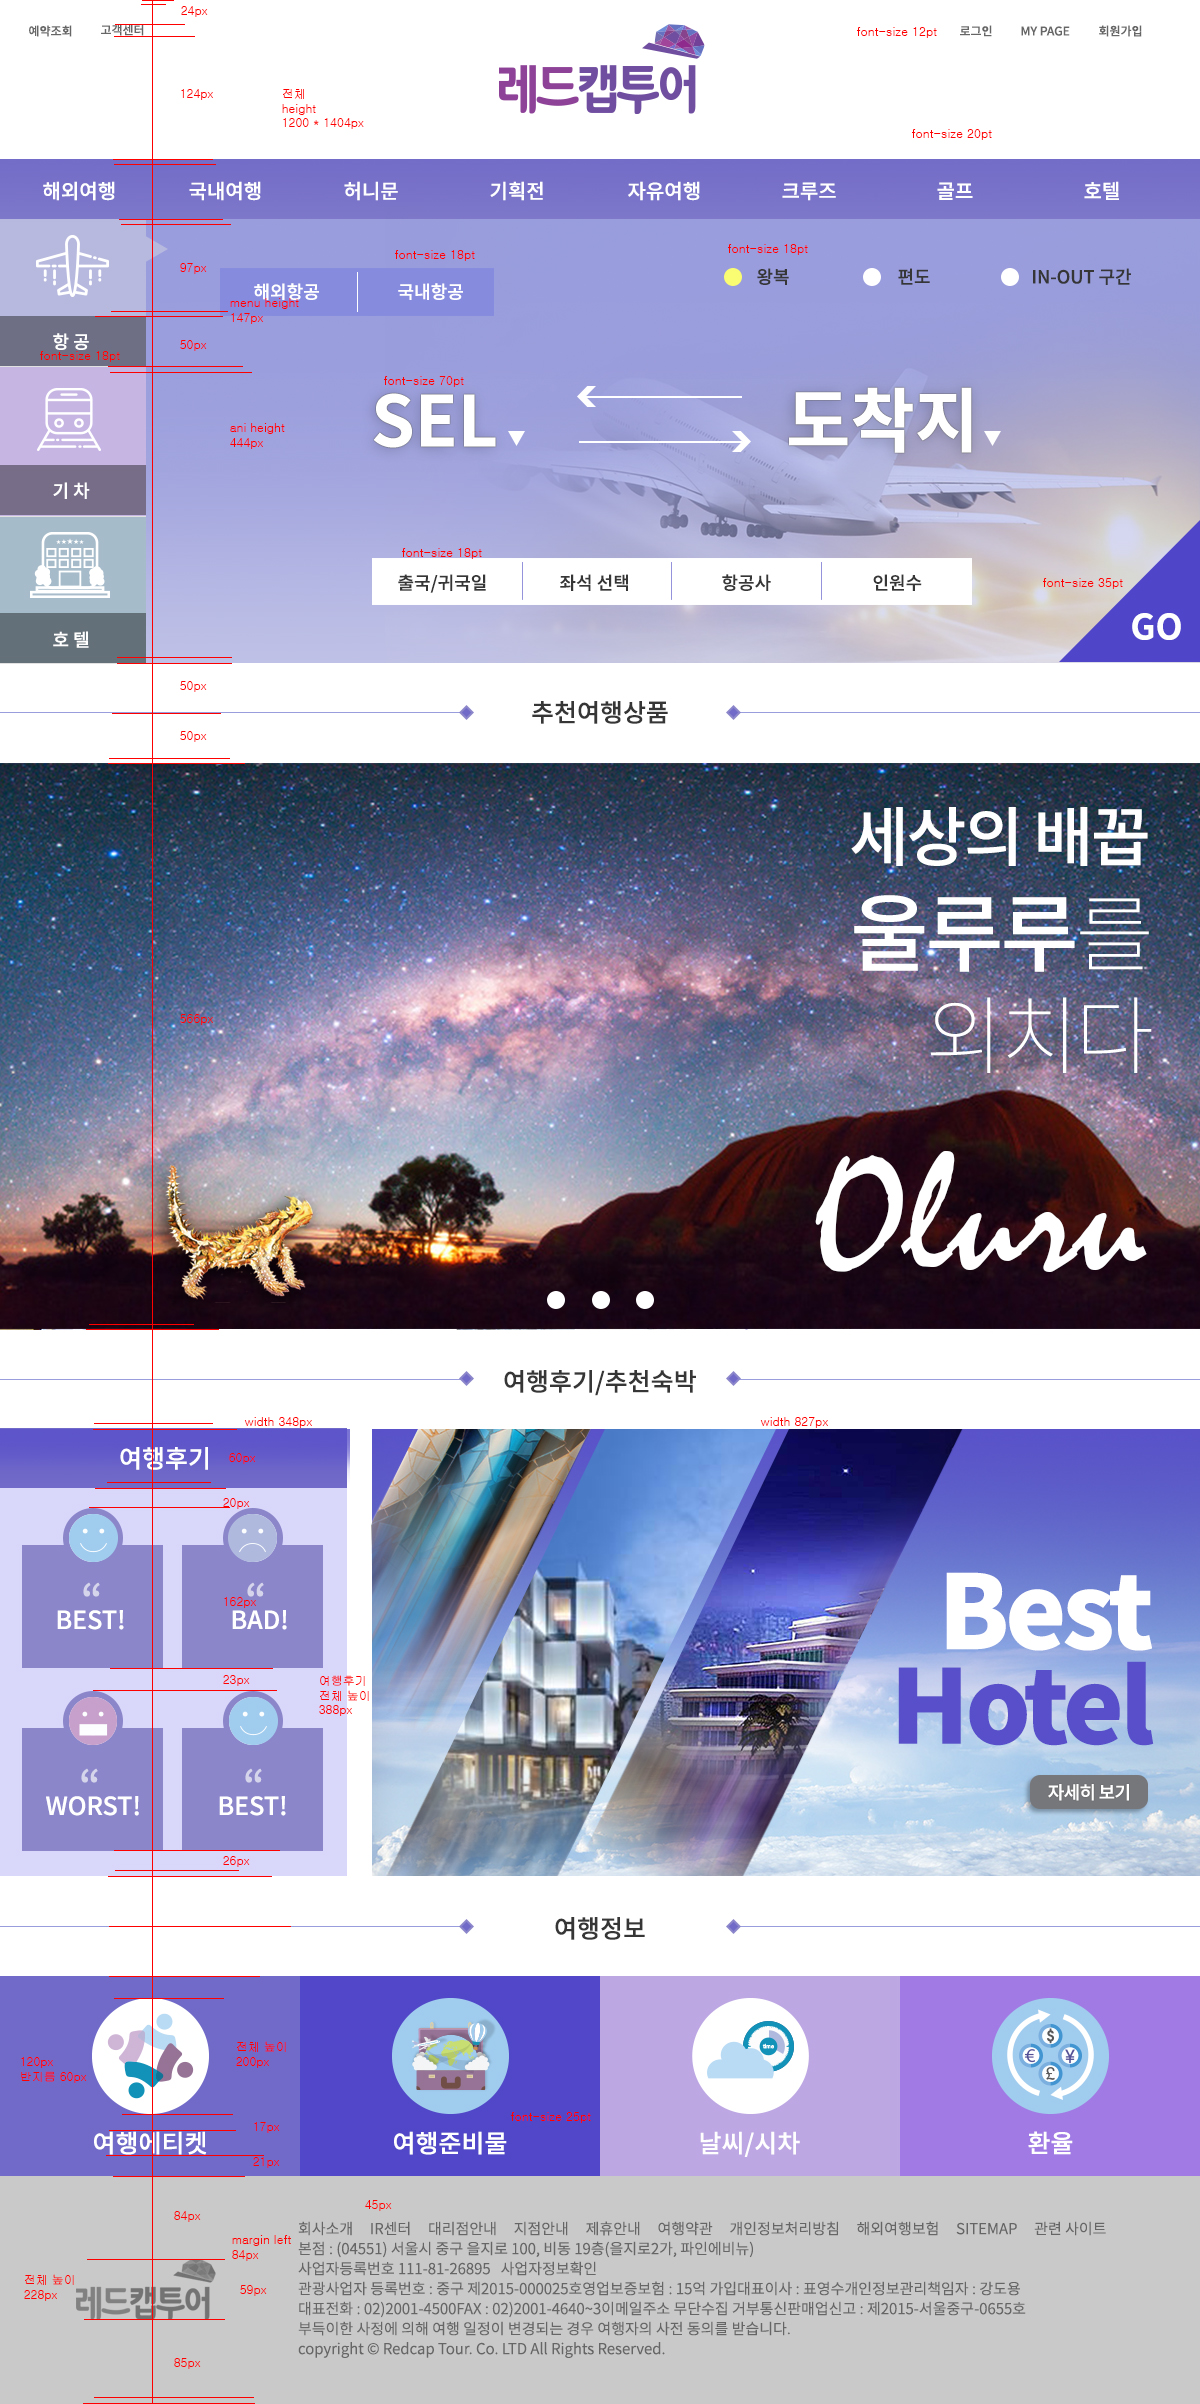 24px
예약조회 고객센터
font-size 12pt 로그인 MY PAGE 회원가입
레드캡투어
124px
전체
height
1200 * 1404px
font-size 20pt
해외여행 국내여행 허니문 기획전 자유여행 크루즈 골프 호텔
font-size 18pt
font-size 18pt
97px
해외항공 국내항공
왕복 편도 IN-OUT 구간
menu height
147px
항 공
50px
font-size 18pt
font-size 70pt
SEL 도착지
ani height
444px
기 차
font-size 18pt
출국/귀국일 좌석 선택 항공사 인원수
font-size 35pt
GO
호 텔
50px
추천여행상품
50px
세상의 배꼽
울루루를
외치다
566px
Oluru
여행후기/추천숙박
width 348px
width 827px
여행후기
60px
20px
“ “
162px
BEST! BAD!
23px
여행후기
전체 높이
388px
“ “
WORST! BEST!
26px
Best
Hotel
자세히 보기
여행정보
전체 높이
200px
120px
반지름 60px
time
$
€ ¥
£
font-size 25pt
17px
여행에티켓 여행준비물 날씨/시차 환율
21px
45px
84px
margin left
84px
전체 높이
228px
레드캡투어
59px
85px
회사소개 IR센터 대리점안내 지점안내 제휴안내 여행약관 개인정보처리방침 해외여행보험 SITEMAP 관련 사이트
본점 : (04551) 서울시 중구 을지로 100, 비동 19층(을지로2가, 파인에비뉴)
사업자등록번호 111-81-26895 사업자정보확인
관광사업자 등록번호 : 중구 제2015-000025호영업보증보험 : 15억 가입대표이사 : 표영수개인정보관리책임자 : 강도용
대표전화 : 02)2001-4500FAX : 02)2001-4640~3이메일주소 무단수집 거부통신판매업신고 : 제2015-서울중구-0655호
부득이한 사정에 의해 여행 일정이 변경되는 경우 여행자의 사전 동의를 받습니다.
copyright © Redcap Tour. Co. LTD All Rights Reserved.